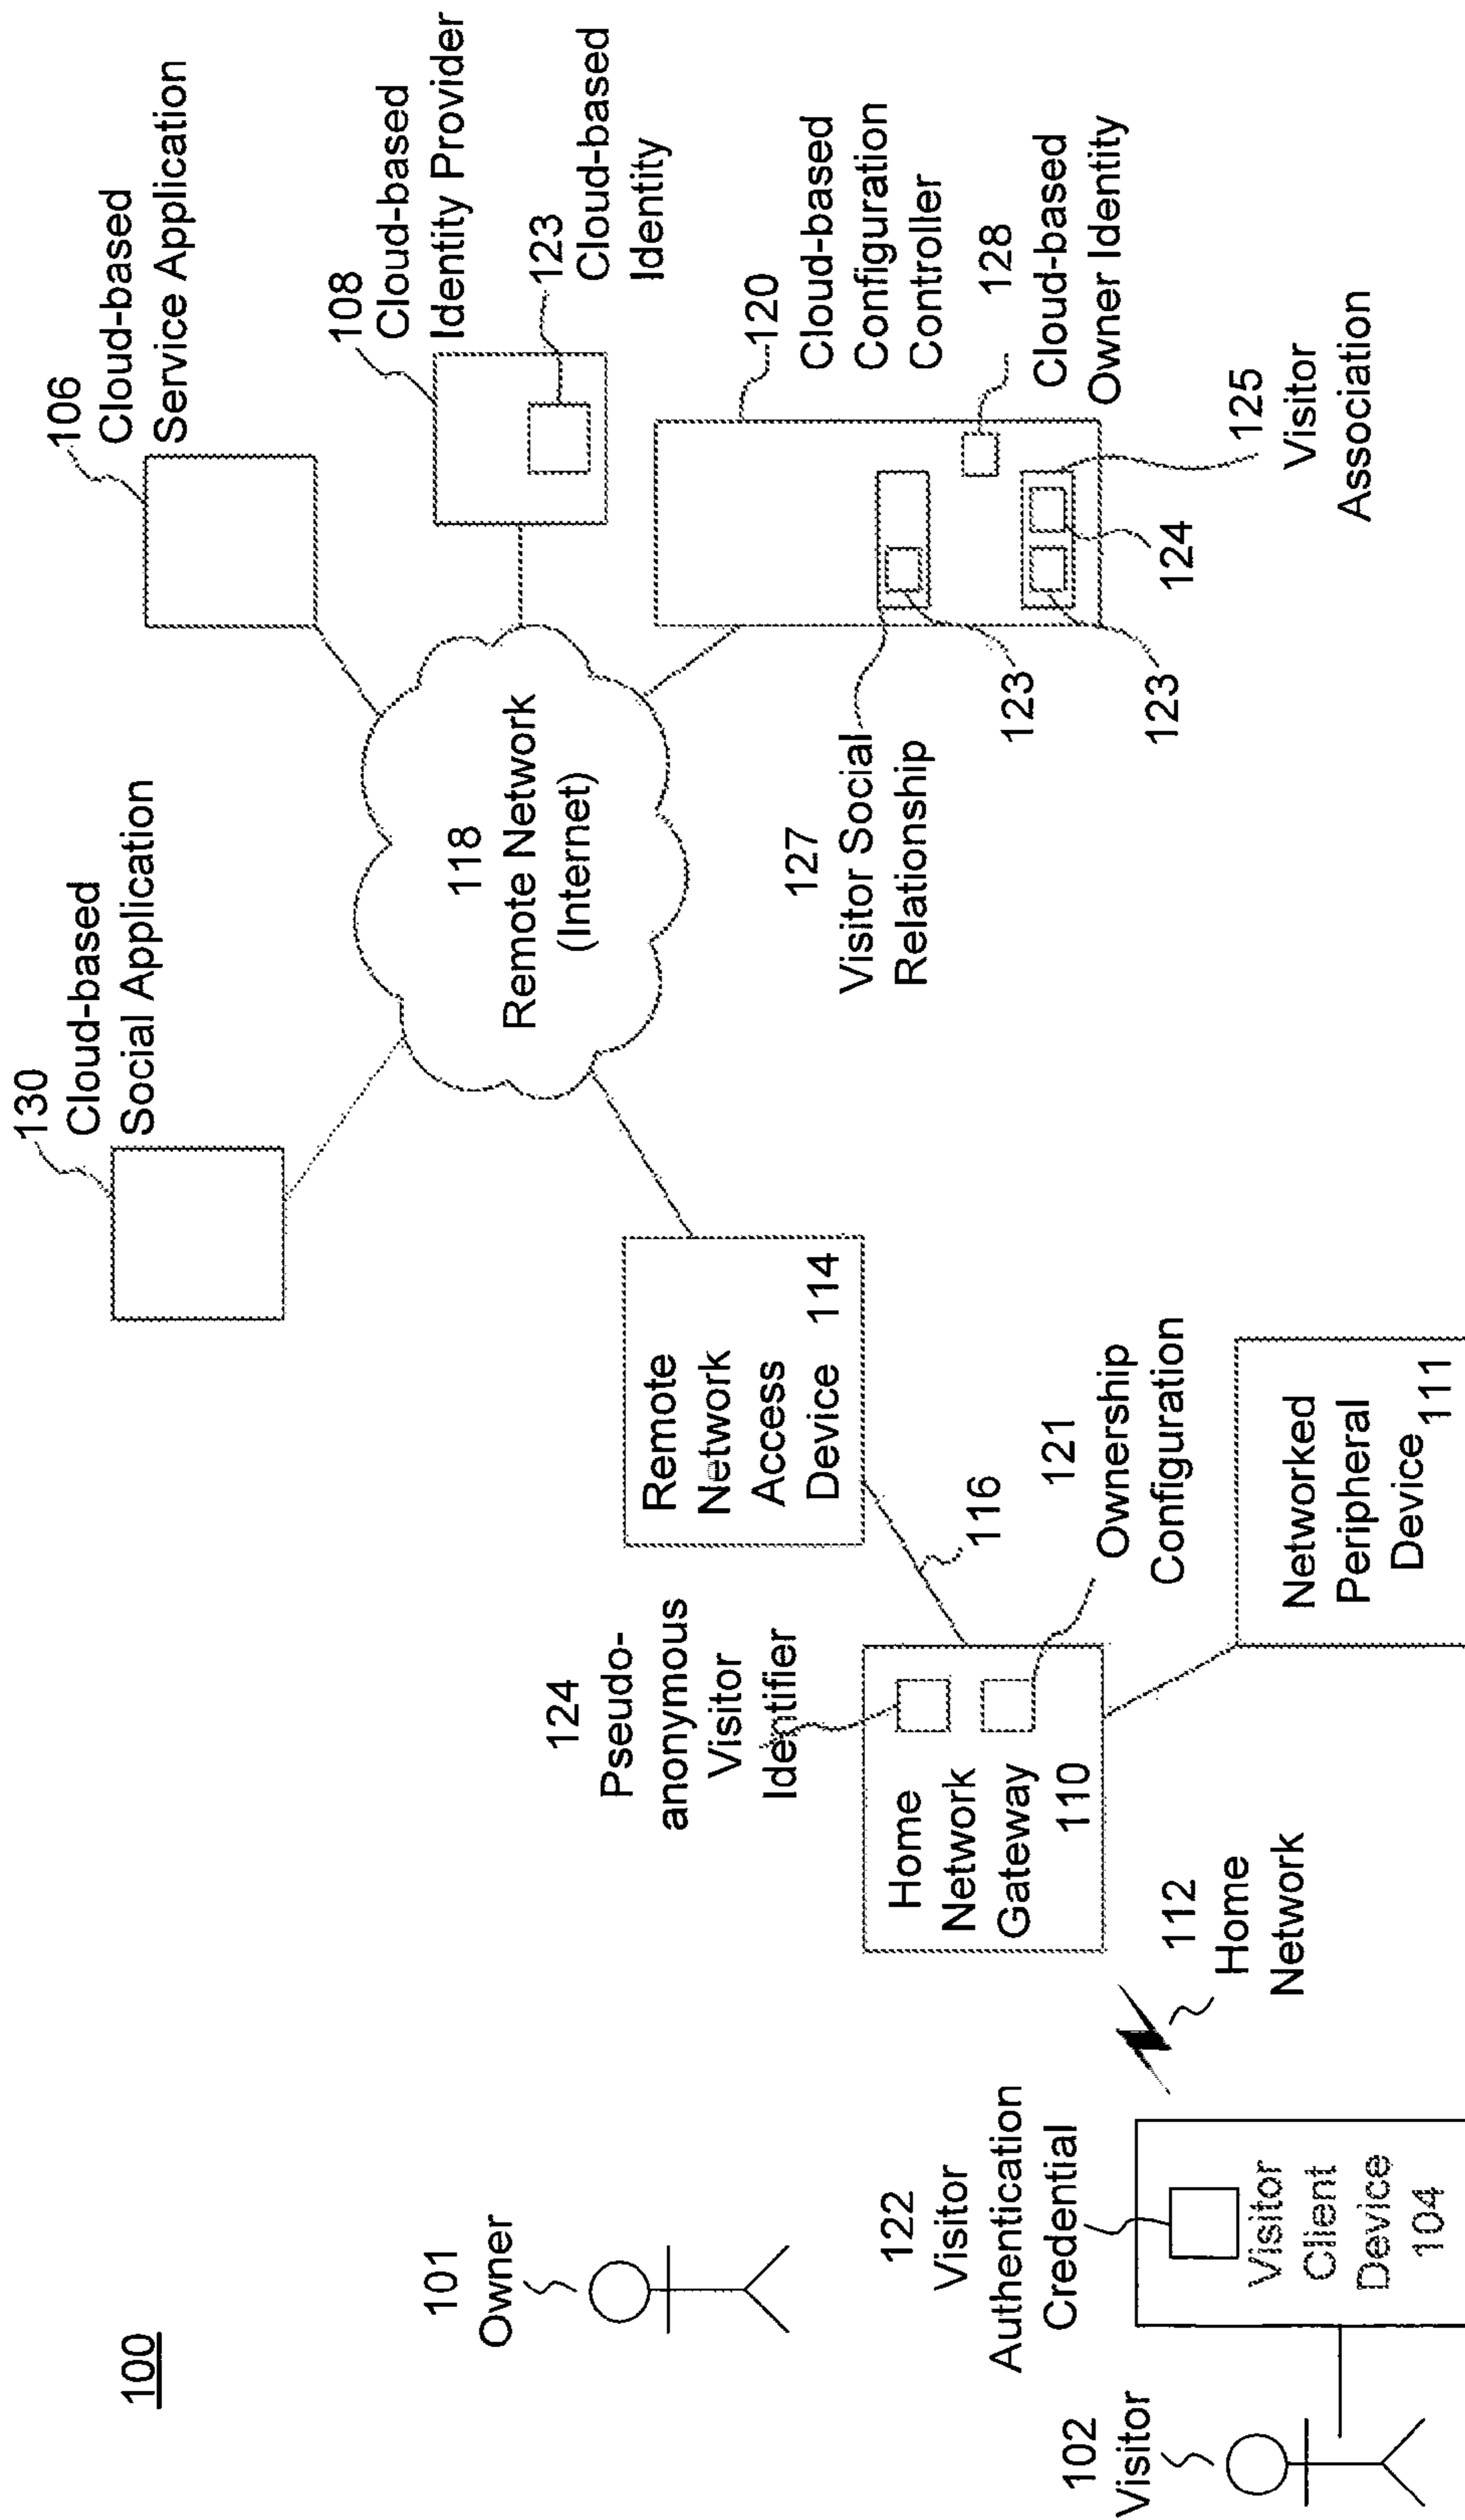 100
130
Cloud-based
Social Application
106
Cloud-based
Service Application
108
Cloud-based
Identity Provider
123
Cloud-based
Identity
118
Remote Network
(Internet)
120
Cloud-based
Configuration
Controller
128
Cloud-based
Owner Identity
125
Visitor
Association
127
Visitor Social
Relationship
123
123
124
Remote
Network
Access
Device 114
116
124
Pseudo-
anonymous
Visitor
Identifier
121
Ownership
Configuration
Home
Network
Gateway
110
Networked
Peripheral
Device 111
112
Home
Network
101
Owner
122
Visitor
Authentication
Credential
Visitor
Client
Device
104
102
Visitor